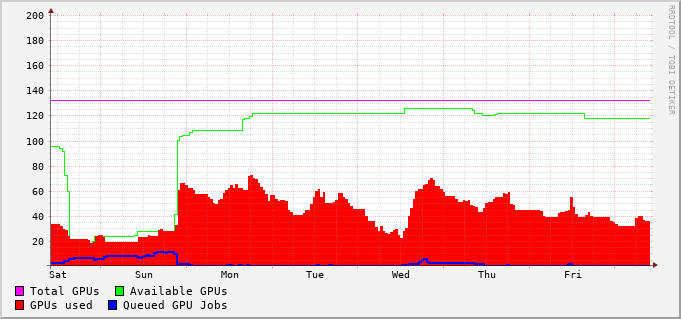 200
180
160
140
120
100
80
60
40
20
Sat Sun Mon Tue Wed Thu Fri
Total GPUs Available GPUs
GPUs used Queued GPU Jobs
RRDTOOL / TOBI OETIKER